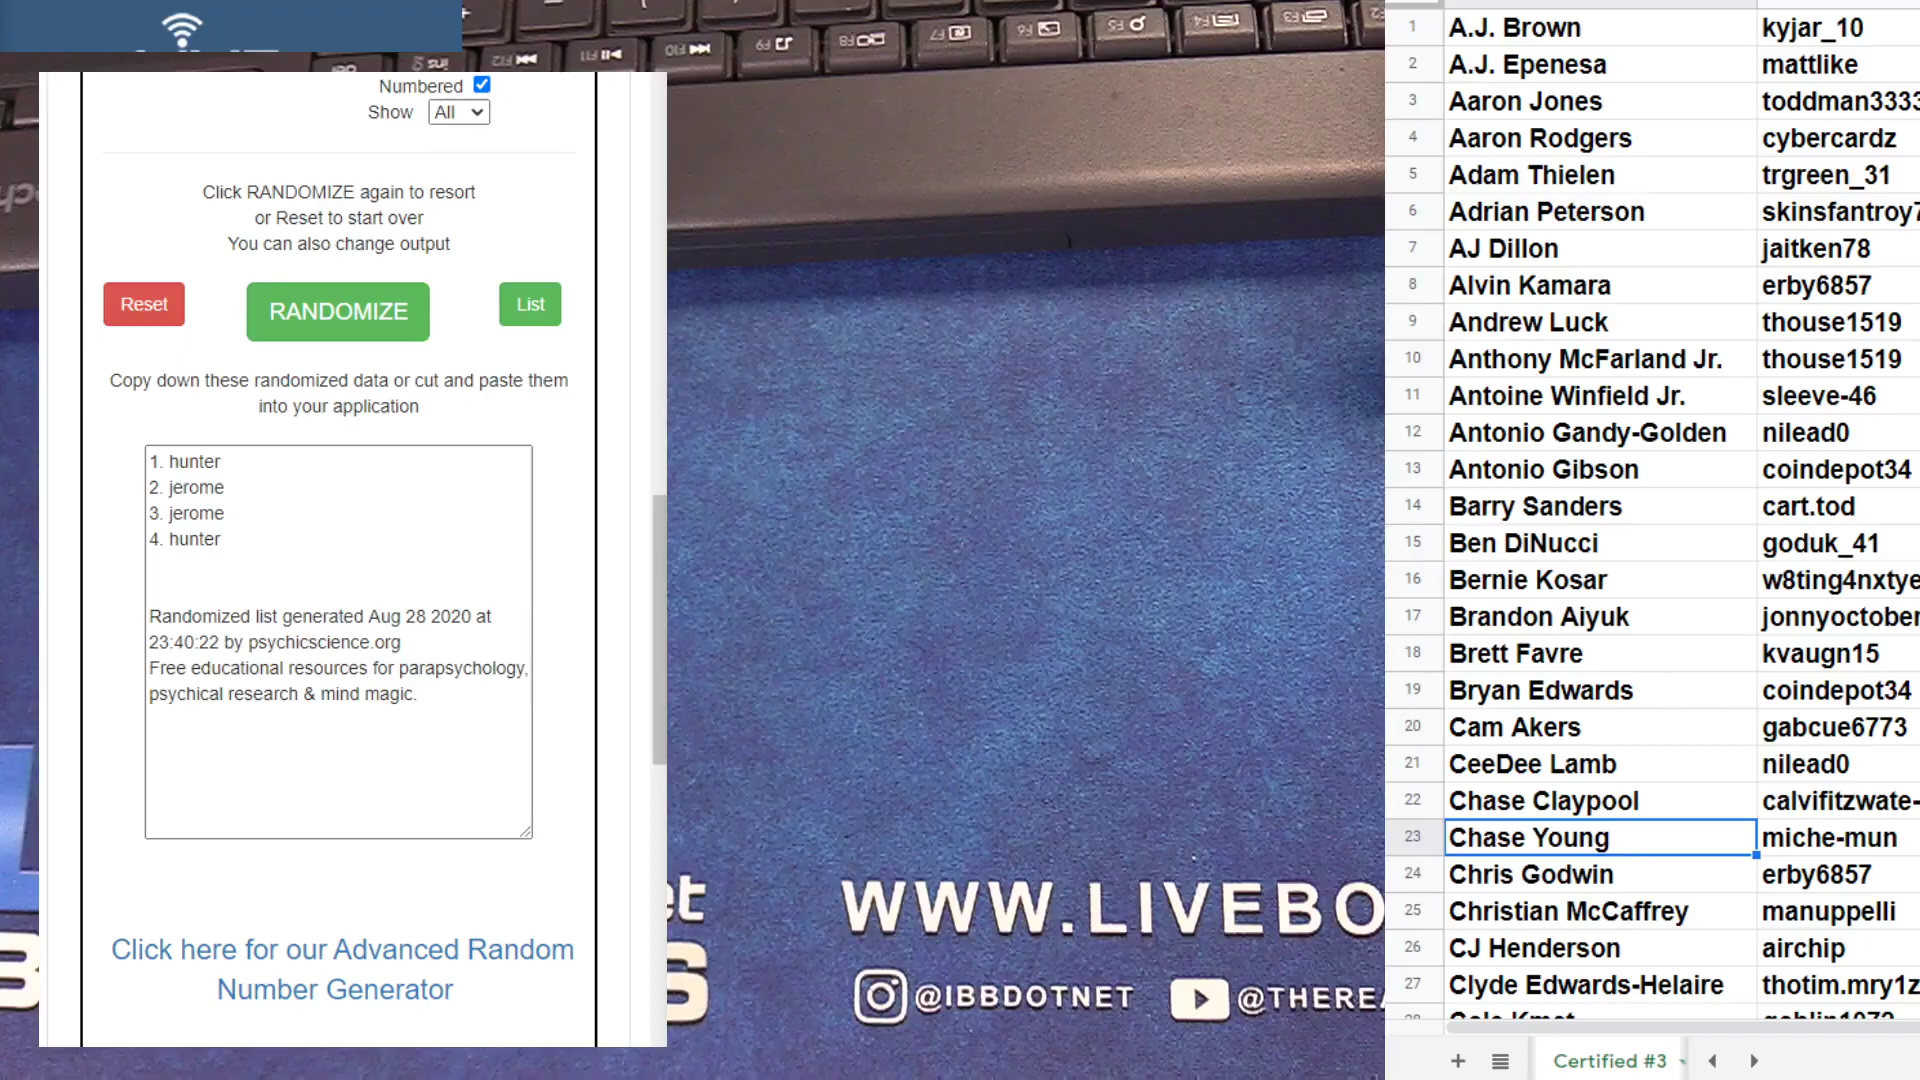 Numbered
Show All
Click RANDOMIZE again to resort
or Reset to start over
You can also change output
Reset
RANDOMIZE
List
Copy down these randomized data or cut and paste them
into your application
1. hunter
2. jerome
3. jerome
4. hunter
Randomized list generated Aug 28 2020 at
23:40:22 by psychicscience.org
Free educational resources for parapsychology,
psychical research & mind magic.
Click here for our Advanced Random
Number Generator
WWW.LIVEBO
@IBBDOTNET
@THEREA
1 A.J. Brown kyjar_10
2 A.J. Epenesa mattlike
3 Aaron Jones toddman3333
4 Aaron Rodgers cybercardz
5 Adam Thielen trgreen_31
6 Adrian Peterson skinsfantroy7
7 AJ Dillon jaitken78
8 Alvin Kamara erby6857
9 Andrew Luck thouse1519
10 Anthony McFarland Jr. thouse1519
11 Antoine Winfield Jr. sleeve-46
12 Antonio Gandy-Golden nilead0
13 Antonio Gibson coindepot34
14 Barry Sanders cart.tod
15 Ben DiNucci goduk_41
16 Bernie Kosar w8ting4nxtye
17 Brandon Aiyuk jonnyoctober
18 Brett Favre kvaugn15
19 Bryan Edwards coindepot34
20 Cam Akers gabcue6773
21 CeeDee Lamb nilead0
22 Chase Claypool calvifitzwate-
23 Chase Young miche-mun
24 Chris Godwin erby6857
25 Christian McCaffrey manuppelli
26 CJ Henderson airchip
27 Clyde Edwards-Helaire thotim.mry1z
Certified #3